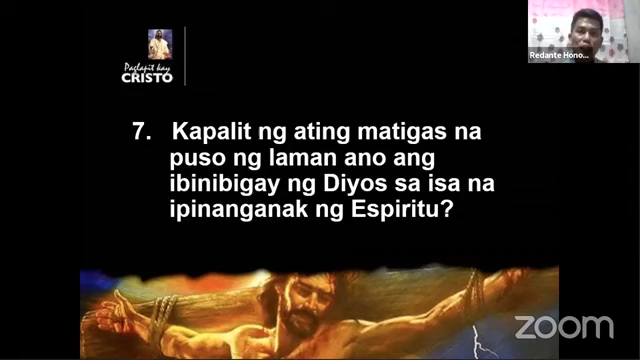 Paglapit kay
CRISTO
7. Kapalit ng ating matigas na
puso ng laman ano ang
ibinibigay ng Diyos sa isa na
ipinanganak ng Espiritu?
Redante Hono...
zoom